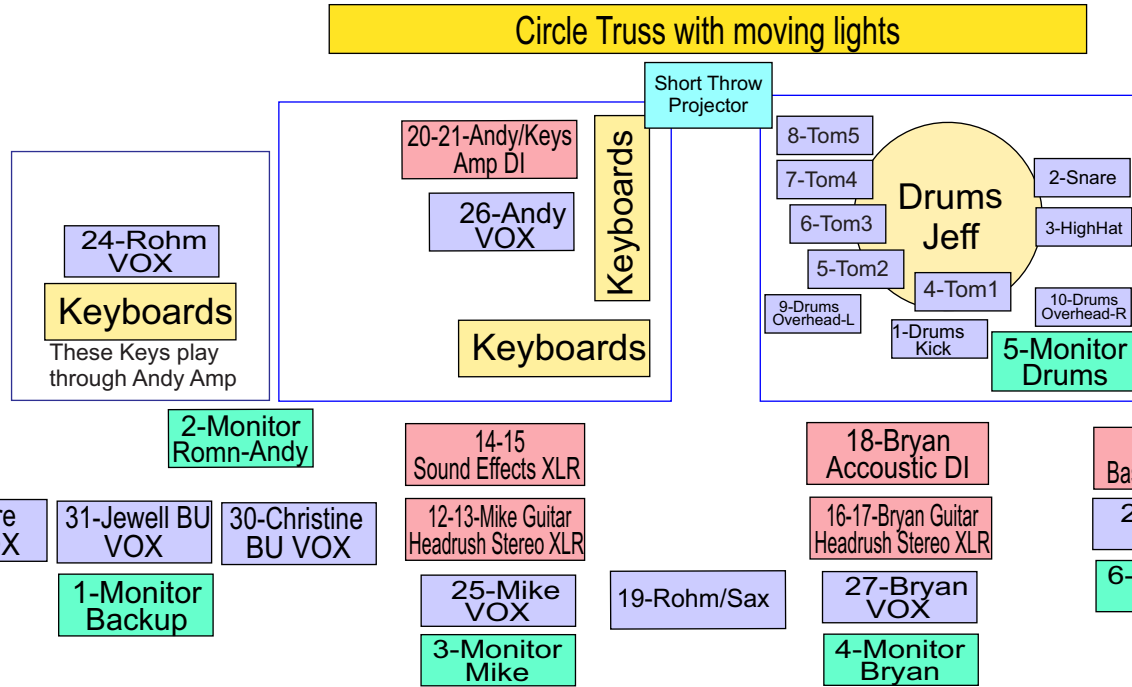 Circle Truss with moving lights
Short Throw
Projector
20-21-Andy/Keys
Amp DI
26-Andy
VOX
Keyboards
Keyboards
24-Rohm
VOX
Keyboards
These Keys play
through Andy Amp
8-Tom5
7-Tom4
6-Tom3
5-Tom2
4-Tom1
Drums
Jeff
2-Snare
3-HighHat
9-Drums
Overhead-L
1-Drums
Kick
10-Drums
Overhead-R
5-Monitor
Drums
2-Monitor
Romn-Andy
14-15
Sound Effects XLR
18-Bryan
Accoustic DI
Bas
re
X
31-Jewell BU
VOX
30-Christine
BU VOX
12-13-Mike Guitar
Headrush Stereo XLR
16-17-Bryan Guitar
Headrush Stereo XLR
2
1-Monitor
Backup
25-Mike
VOX
19-Rohm/Sax
27-Bryan
VOX
6-
3-Monitor
Mike
4-Monitor
Bryan